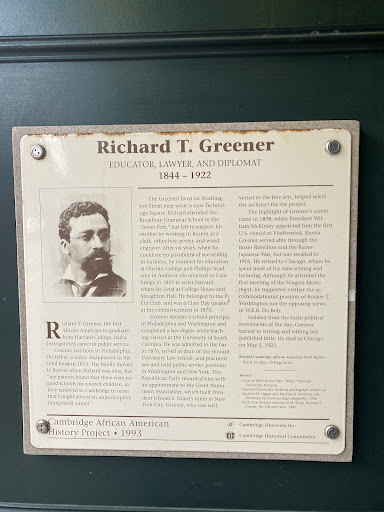 Richard T. Greener
EDUCATOR, LAWYER, AND DIPLOMAT
1844 – 1922
Richard T. Greener, the first
African American to graduate
from Harvard College, had a
distinguished career in public service.
Greener was born in Philadelphia.
His father, a sailor, disappeared in the
Gold Rush
The family moved
to Boston when Richard was nine, but
"my parents found that there were no
good schools for colored children,
they removed to Cambridge in order
that I might attend an unproscriptive
[integrated] school."
The Greeners lived on Washing-
ton Street near what is now Technol-
ogy Square. Richard attended the
Broadway Grammar School in the
"lower Port," but left to support his
mother by working in Boston as a
clerk, office boy, porter, and wood
engraver. After six years, when he
could see no possibility of succeeding
in business, he resumed his education
at Oberlin College and Phillips Acad-
emy in Andover. He returned to Cam-
bridge in 1865 to enter Harvard,
where he lived at College House and
Stoughton Hall. He belonged to the Pi
Eta Club, and was a Class Day speaker
at his commencement in 1870.
Greener became a school principal
in Philadelphia and Washington and
completed a law degree while teach-
ing classics at the University of South
Carolina. He was admitted to the bar
in 1876, served as dean of the Howard
University Law School, and practiced
law and held public service positions
in Washington and New York. The
Republican Party rewarded him with
an appointment to the Grant Monu-
ment Association, which built Presi-
dent Ulysses S. Grant's tomb in New
York City. Greener, who was well
versed in the fine arts, helped select
the architect for the project.
The highlight of Greener's career
came in 1898, when President Wil-
liam McKinley appointed him the first
U.S. consul at Vladivostok, Russia.
Greener served ably through the
Boxer Rebellion and the Russo-
Japanese War, but was recalled in
1906. He retired to Chicago, where he
spent most of his time writing and
lecturing. Although he attended the
first meeting of the Niagara Move-
ment, he supported neither the ac-
commodationist position of Booker T.
Washington nor the opposing views
of W.E.B. Du Bois.
Isolated from the main political
movements of the day, Greener
turned to writing and editing but
published little. He died in Chicago
on May 5, 1922.
Related Cambridge African American Trail Marker:
W.E.B. Du Bois, 20 Flagg Street
Sources:
Cambridge African American
History Project • 1993
Cambridge Discovery Inc.
Cambridge Historical Commission